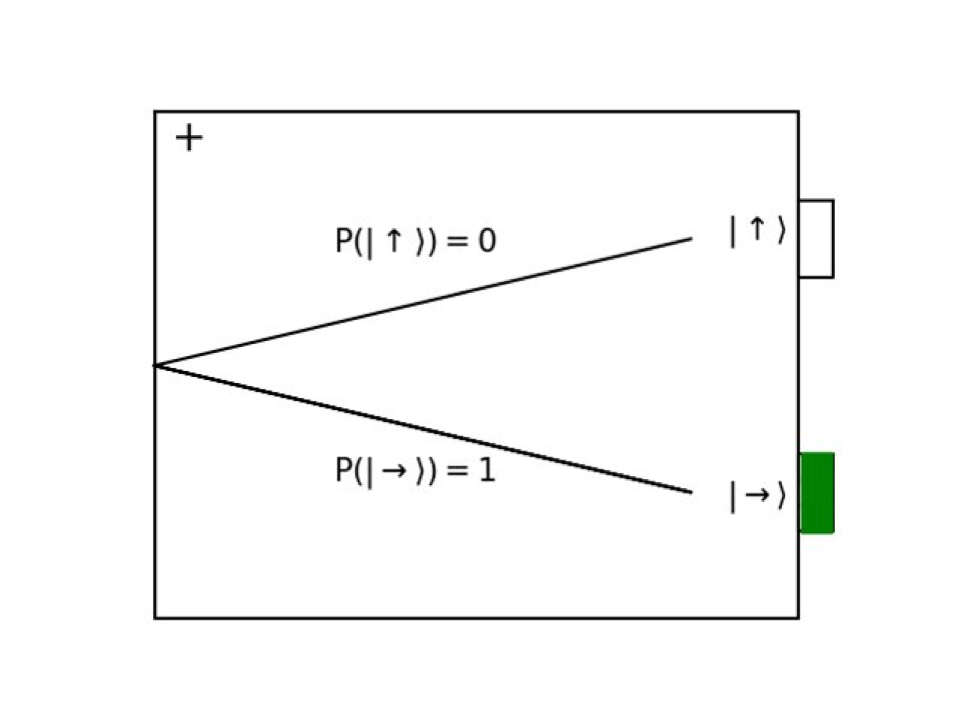 +
P(| ↑ ⟩) = 0
| ↑ ⟩
P(| → ⟩) = 1
| → ⟩